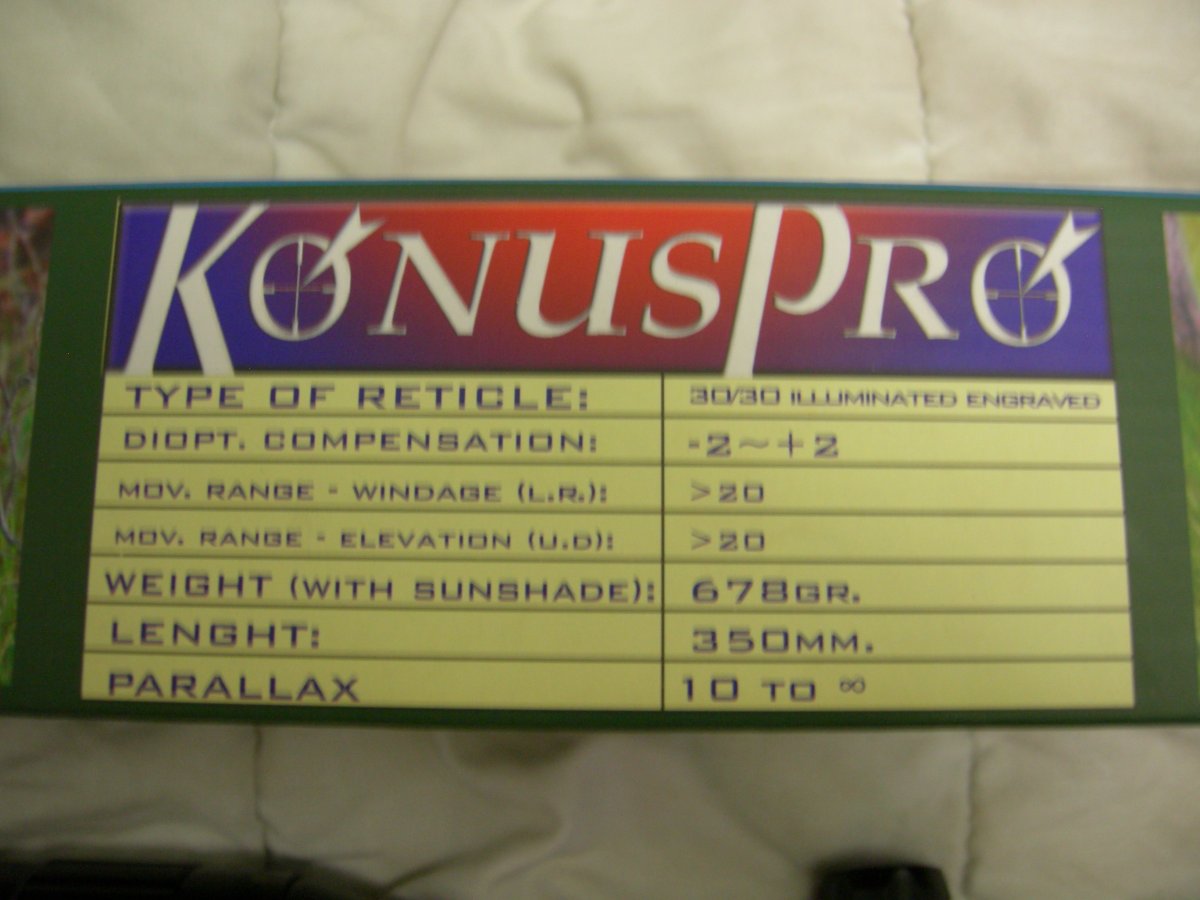 KONUSPRO
TYPE OF RETICLE: 30/30 ILLUMINATED ENGRAVED
DIOPT. COMPENSATION: -2~+2
MOV. RANGE - WINDAGE (L.R.): >20
MOV. RANGE - ELEVATION (U.D): >20
WEIGHT (WITH SUNSHADE): 678GR.
LENGHT: 350MM.
PARALLAX 10 TO ∞